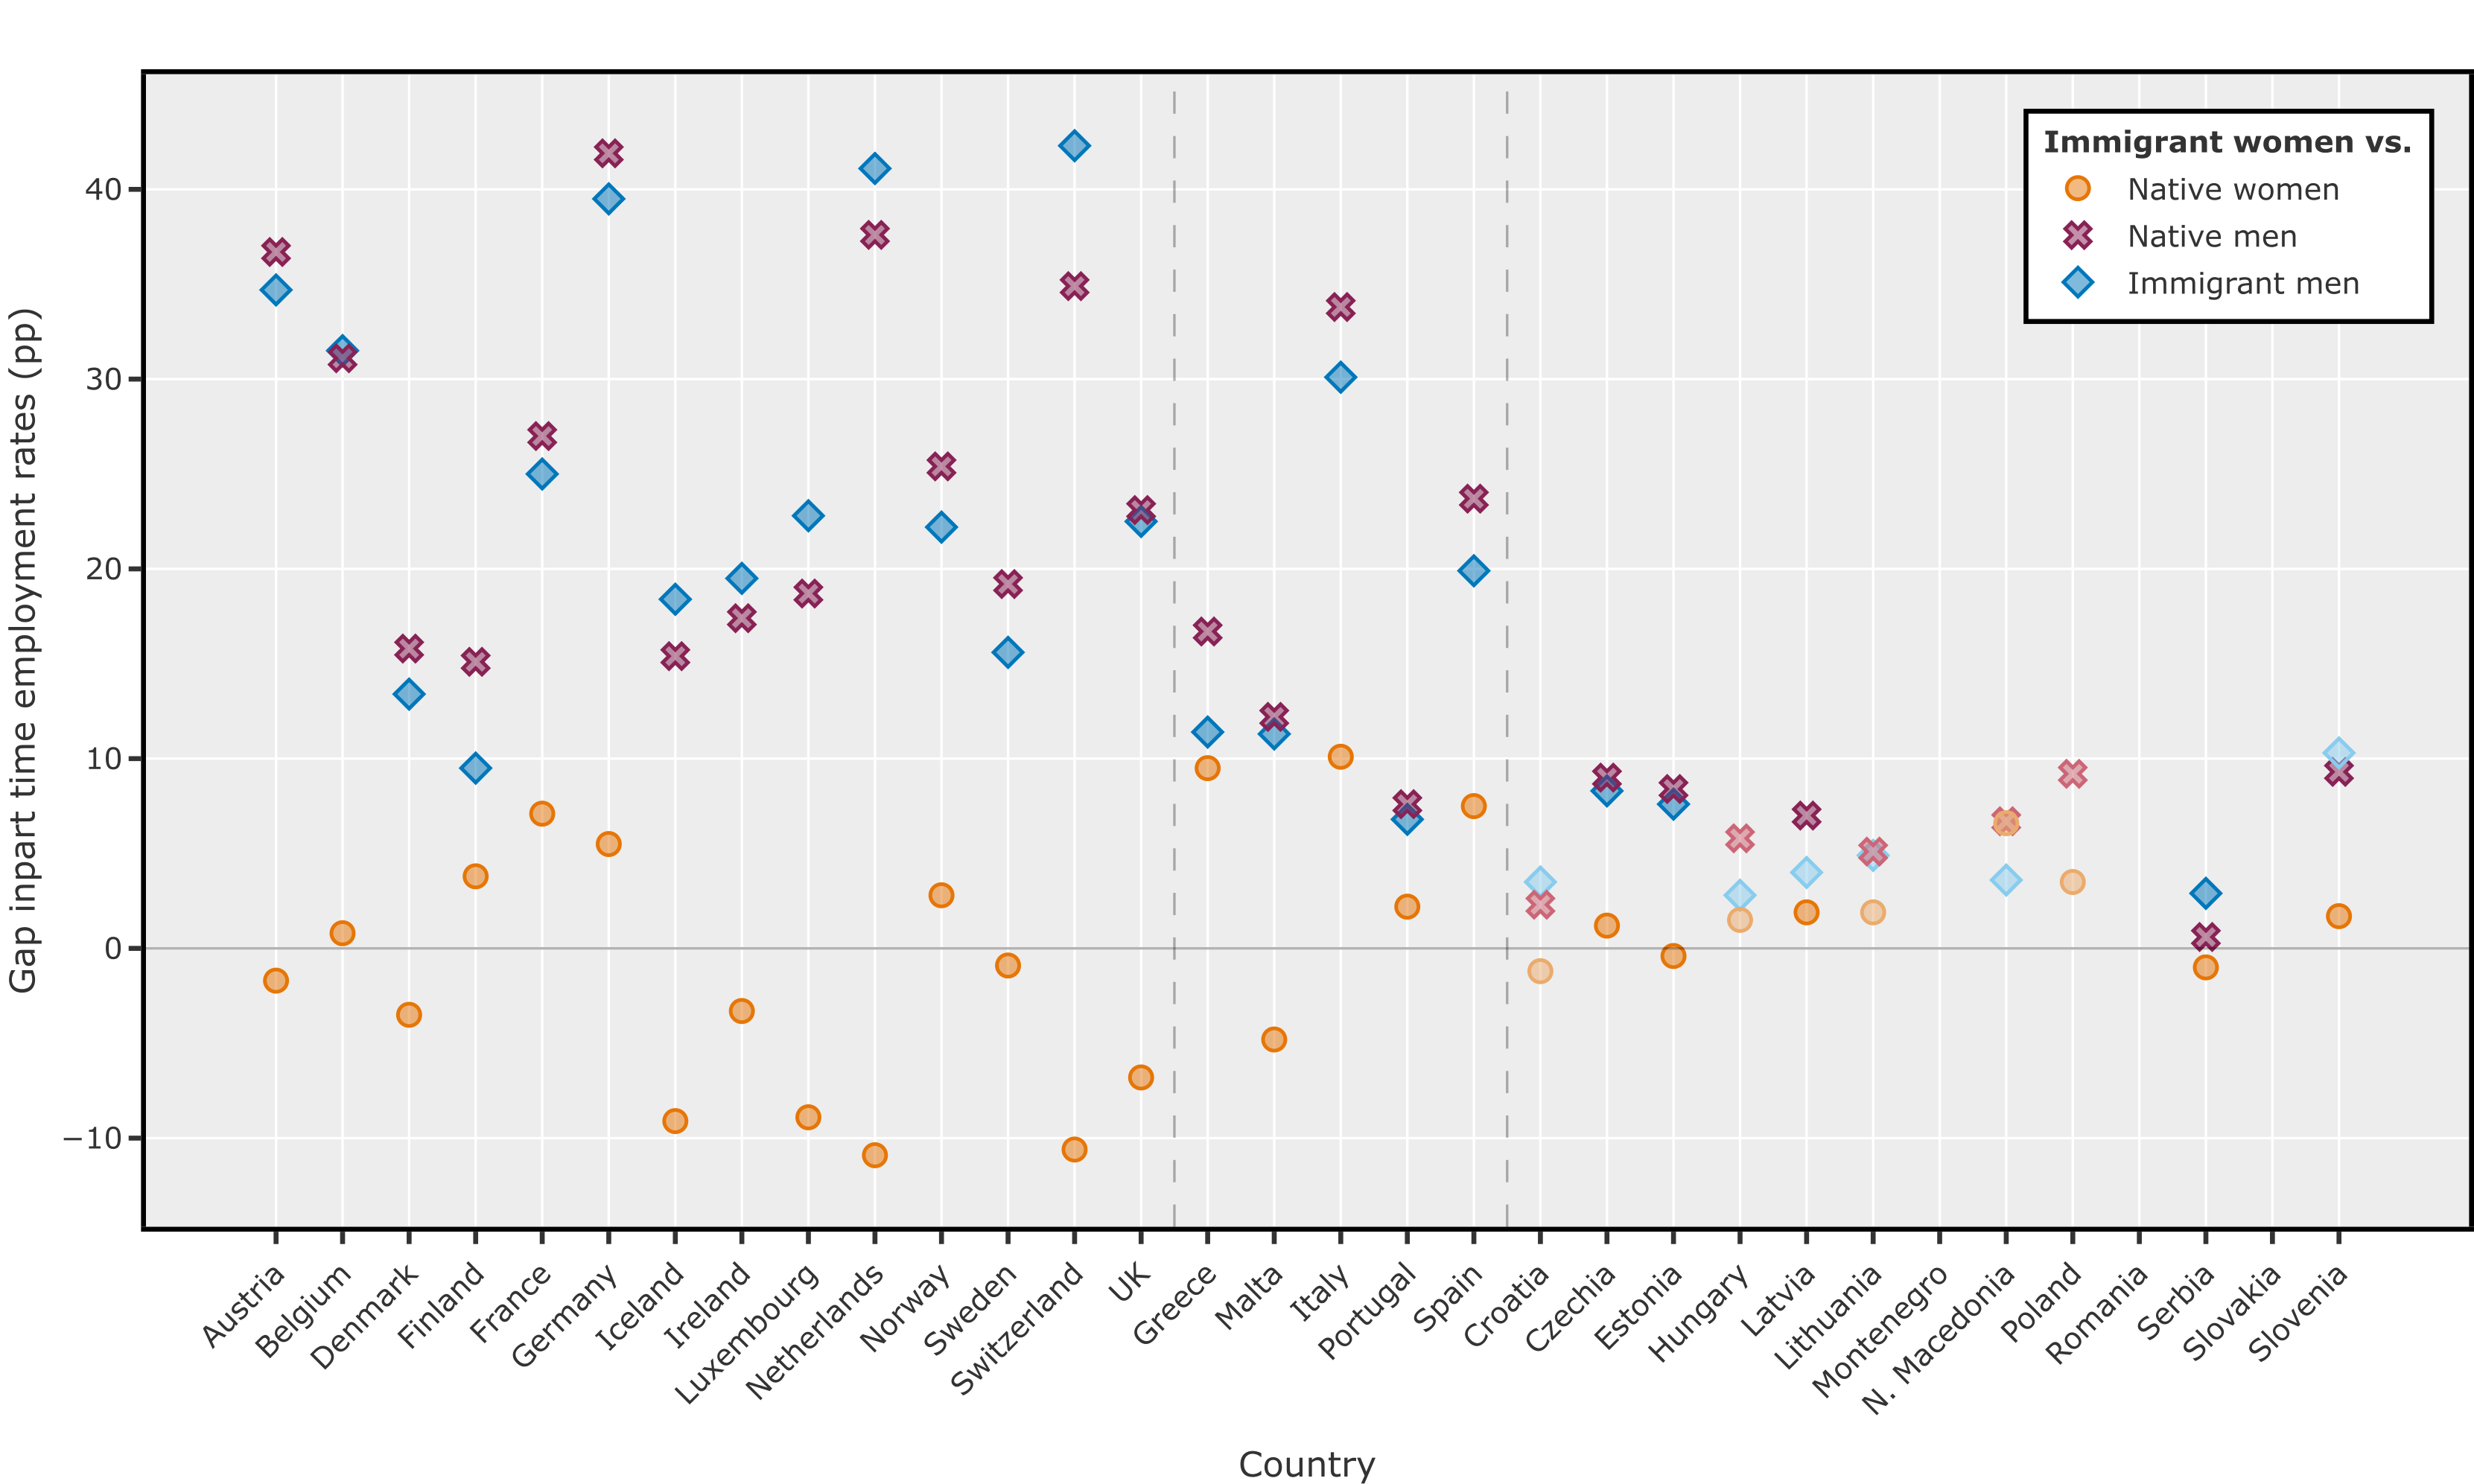 Immigrant women vs.
Native women
Native men
Immigrant men
Gap inpart time employment rates (pp)
40
30
20
10
0
−10
Austria
Belgium
Denmark
Finland
France
Germany
Iceland
Ireland
Luxembourg
Netherlands
Norway
Sweden
Switzerland
UK
Greece
Malta
Italy
Portugal
Spain
Croatia
Czechia
Estonia
Hungary
Latvia
Lithuania
Montenegro
N. Macedonia
Poland
Romania
Serbia
Slovakia
Slovenia
Country